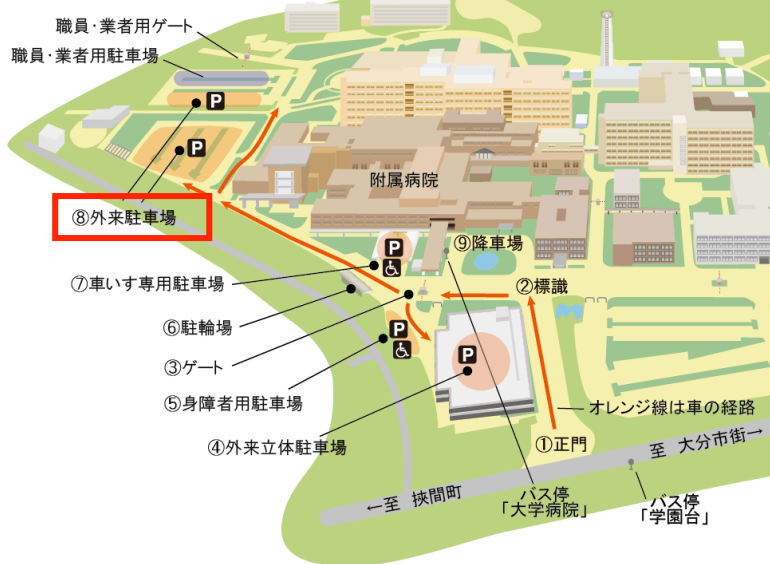 職員・業者用ゲート
職員・業者用駐車場
P
P
附属病院
⑧外来駐車場
P
⑨降車場
⑦車いす専用駐車場
②標識
⑥駐輪場
P
P
③ゲート
⑤身障者用駐車場
オレンジ線は車の経路
④外来立体駐車場
①正門
至 大分市街→
←至 挾間町
バス停
「大学病院」
バス停
「学園台」